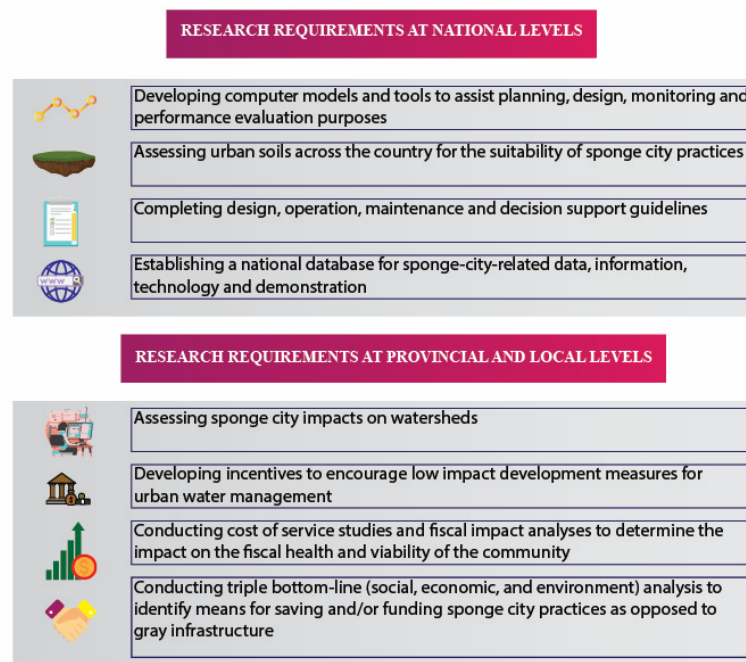 RESEARCH REQUIREMENTS AT NATIONAL LEVELS
Developing computer models and tools to assist planning, design, monitoring and
performance evaluation purposes
Assessing urban soils across the country for the suitability of sponge city practices
Completing design, operation, maintenance and decision support guidelines
www
Establishing a national database for sponge-city-related data, information,
technology and demonstration
RESEARCH REQUIREMENTS AT PROVINCIAL AND LOCAL LEVELS
Assessing sponge city impacts on watersheds
Developing incentives to encourage low impact development measures for
urban water management
Conducting cost of service studies and fiscal impact analyses to determine the
impact on the fiscal health and viability of the community
$
Conducting triple bottom-line (social, economic, and environment) analysis to
identify means for saving and/or funding sponge city practices as opposed to
gray infrastructure